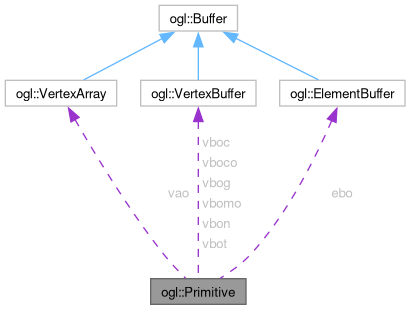 ogl::Buffer
ogl::VertexArray
ogl::VertexBuffer
ogl::ElementBuffer
vboc
vboco
vbog
vbomo
vbon
vbot
vao
ebo
ogl::Primitive